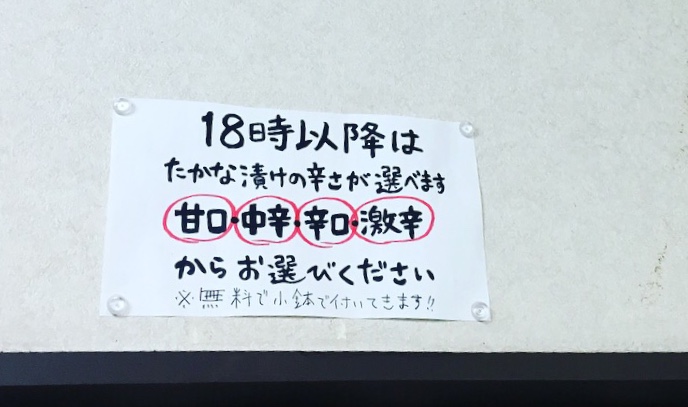 18時以降は
たかな漬けの辛さが選べます
甘口・中辛・辛口・激辛
からお選びください
※無料で小鉢で付いてきます!!